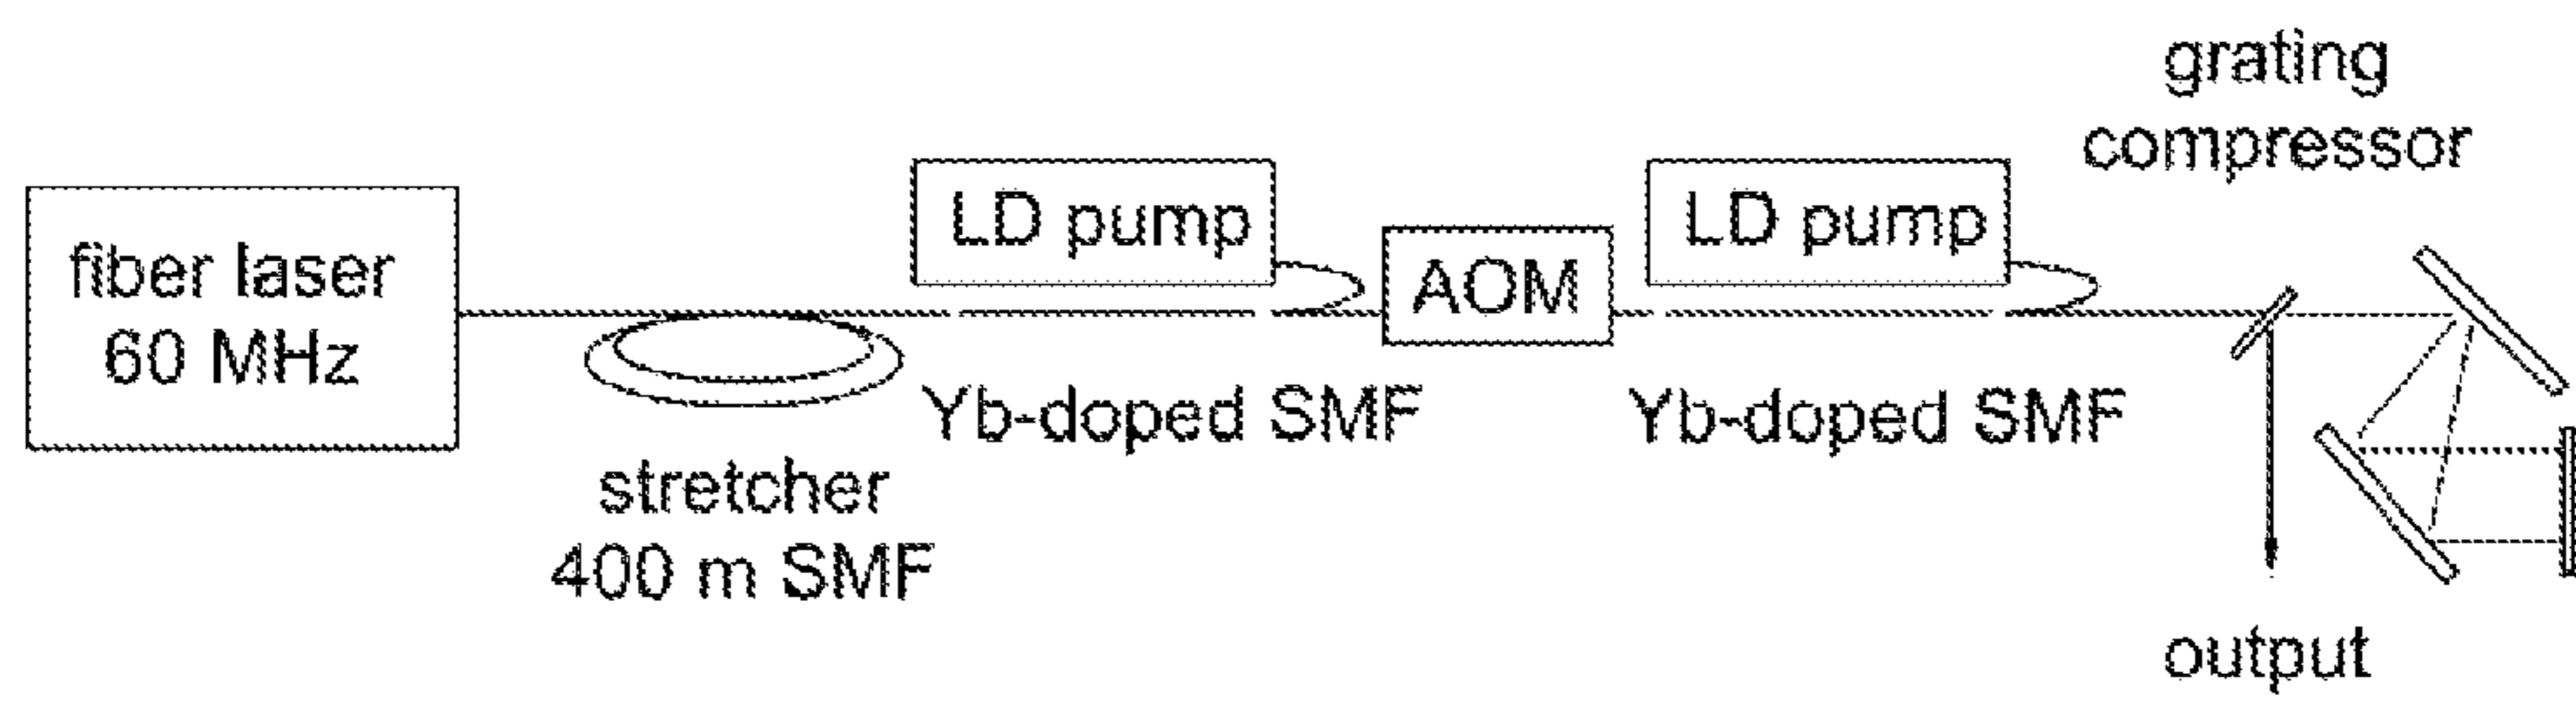 fiber laser
60 MHz
stretcher
400 m SMF
LD pump
Yb-doped SMF
AOM
LD pump
Yb-doped SMF
grating
compressor
output